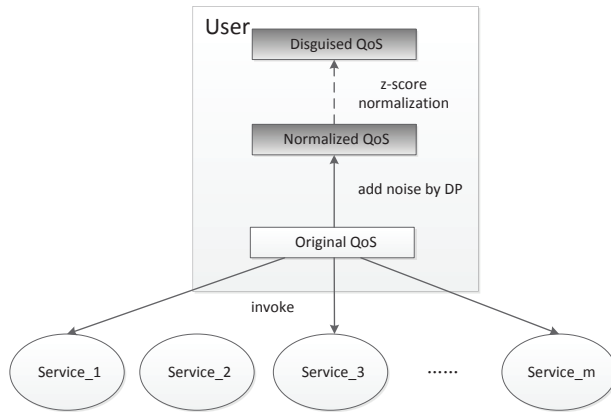 User
Disguised QoS
z-score
normalization
Normalized QoS
add noise by DP
Original QoS
invoke
Service_1
Service_2
Service_3
......
Service_m